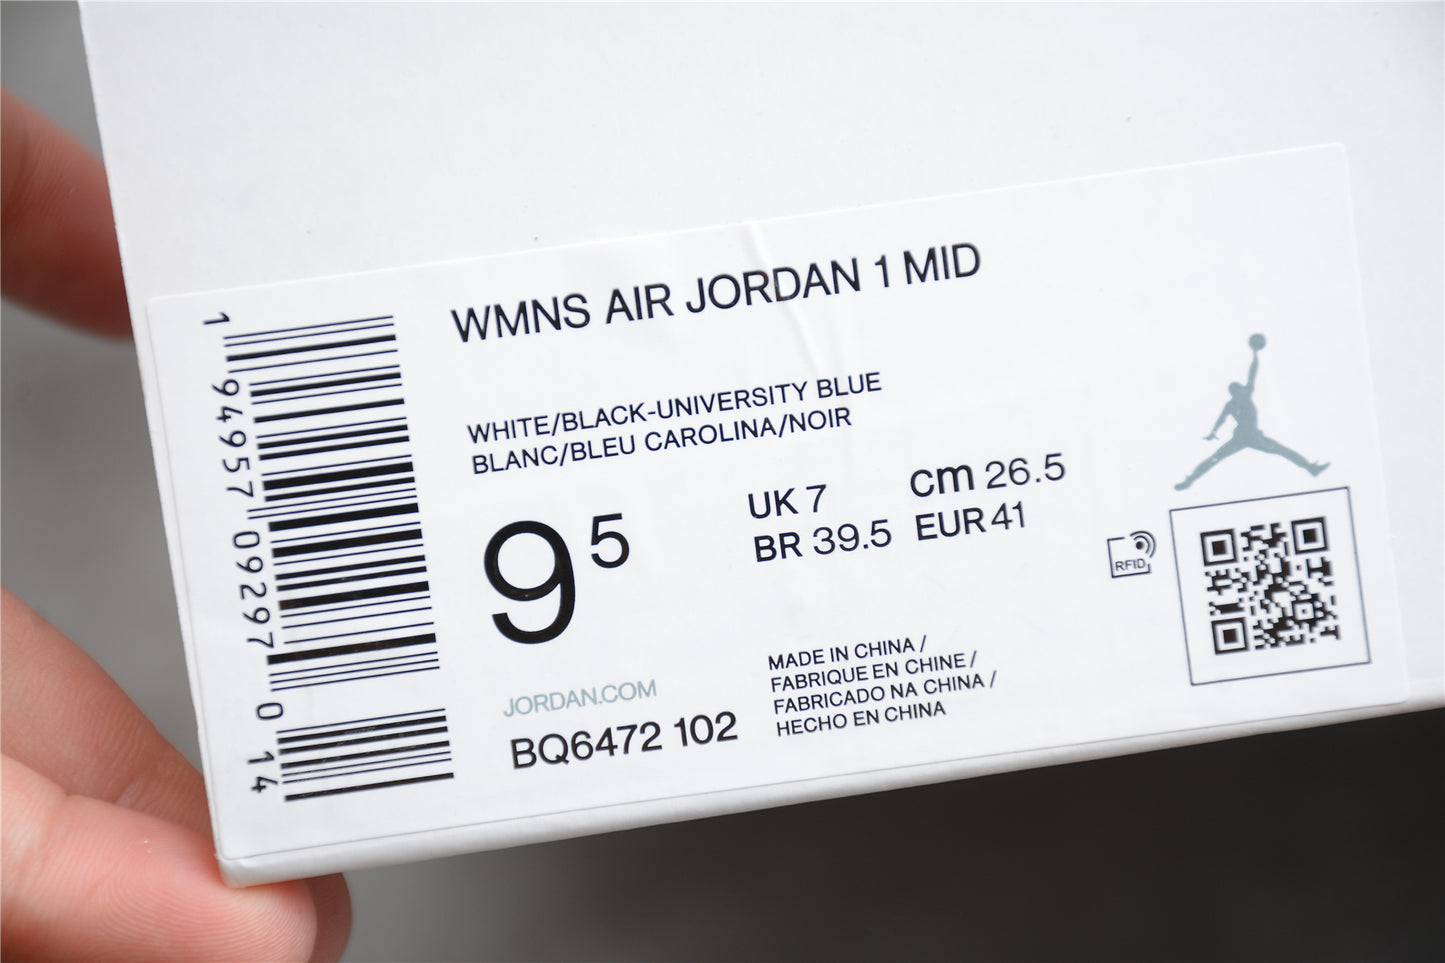 WMNS AIR JORDAN 1 MID
WHITE/BLACK-UNIVERSITY BLUE
BLANC/BLEU CAROLINA/NOIR
9 5
UK 7
BR 39.5
cm 26.5
EUR 41
RFID
JORDAN.COM
BQ6472 102
MADE IN CHINA /
FABRIQUE EN CHINE /
FABRICADO NA CHINA /
HECHO EN CHINA
1 94957 09297 0 14